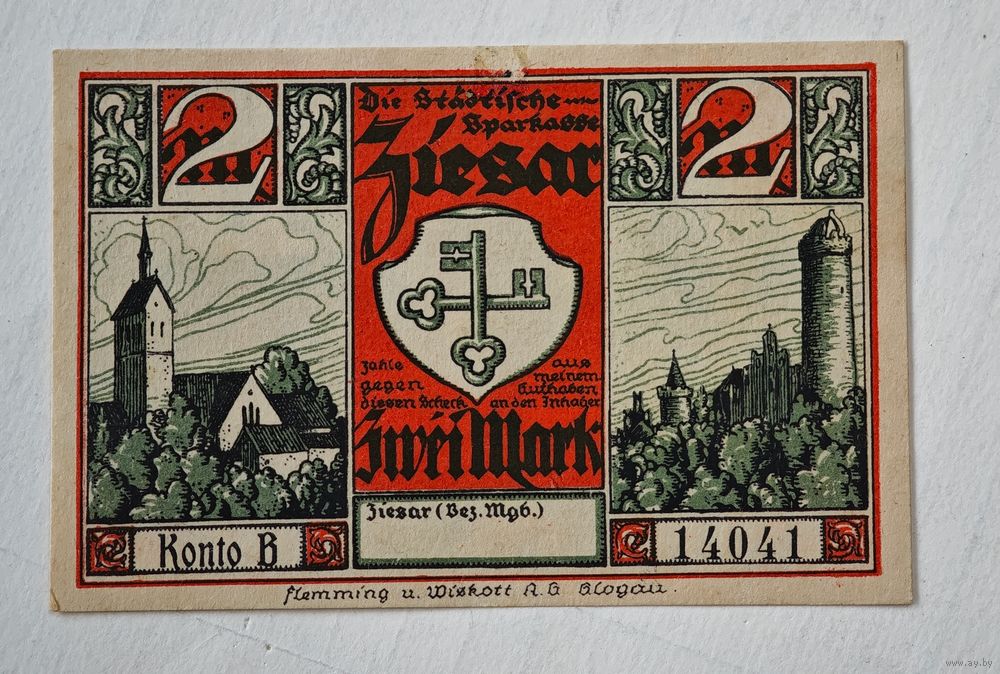 2 M
2 M
Die Städtische
Sparkasse
Ziesar
zahle
gegen
diesen Scheck
aus
meinem
Guthaben
an den Inhaber
Zwei Mark
Ziesar (Bez. Mgb.)
Konto B
14041
Flemming u. Wiskott A. G. Glogau.
www.ay.by